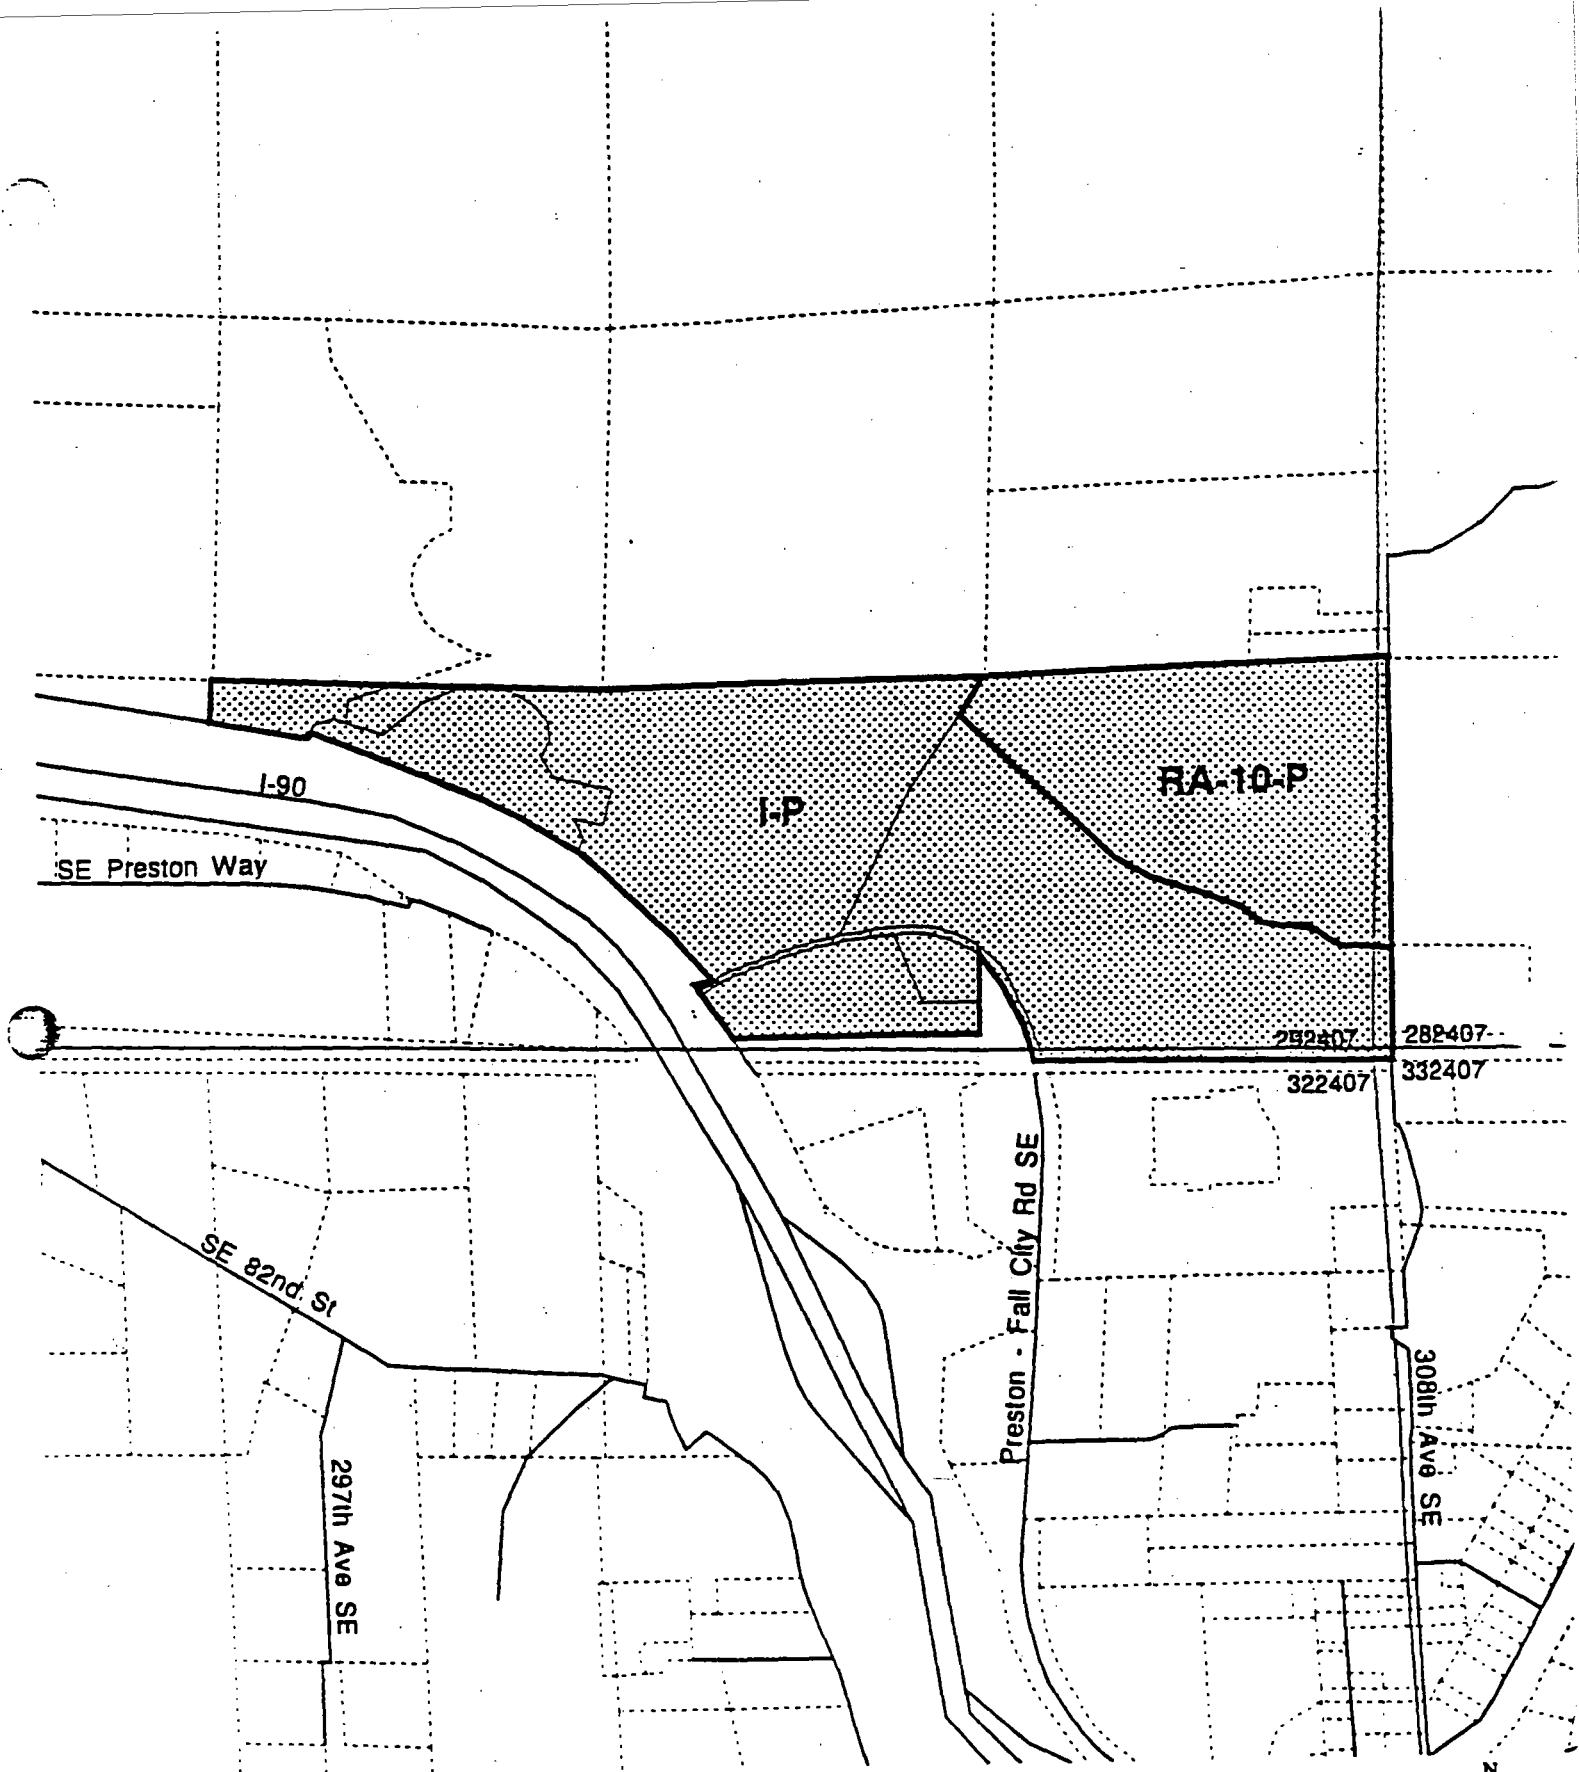 RA-10-P
I-P
I-90
SE Preston Way
292407
282407
322407
332407
Preston - Fall City Rd SE
SE 82nd St
308th Ave SE
297th Ave SE
N